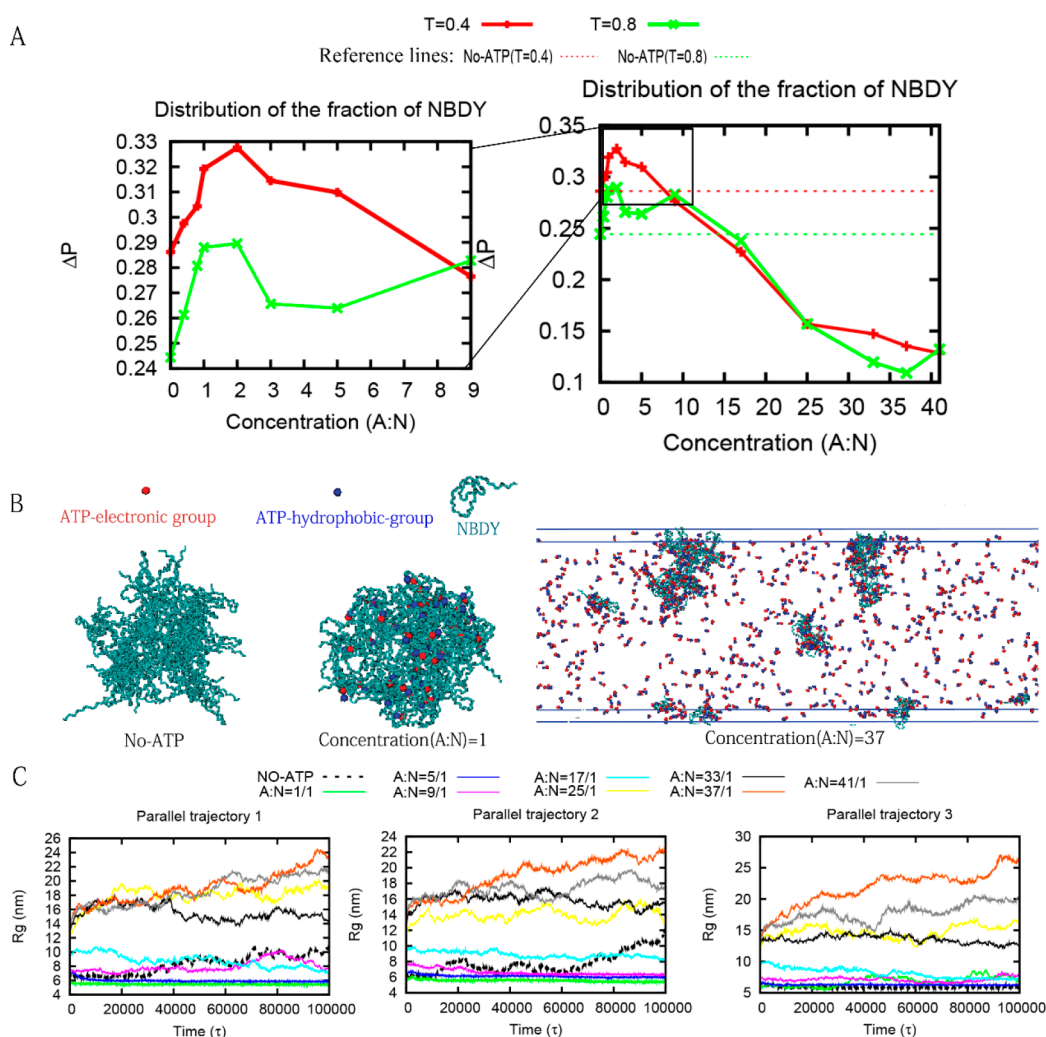 A
T=0.4 T=0.8
Reference lines: No-ATP(T=0.4) No-ATP(T=0.8)
Distribution of the fraction of NBDY
0.33
0.32
0.31
0.3
0.29
0.28
0.27
0.26
0.25
0.24
ΔP
0 1 2 3 4 5 6 7 8 9
Concentration (A:N)
Distribution of the fraction of NBDY
0.35
0.3
0.25
0.2
0.15
0.1
ΔP
0 5 10 15 20 25 30 35 40
Concentration (A:N)
B
ATP-electronic group
ATP-hydrophobic-group
NBDY
No-ATP
Concentration(A:N)=1
Concentration(A:N)=37
C
NO-ATP A:N=5/1 A:N=17/1 A:N=33/1 A:N=41/1
A:N=1/1 A:N=9/1 A:N=25/1 A:N=37/1
Parallel trajectory 1
26
24
22
20
18
16
14
12
10
8
6
4
Rg (nm)
0 20000 40000 60000 80000 100000
Time (τ)
Parallel trajectory 2
24
22
20
18
16
14
12
10
8
6
4
Rg (nm)
0 20000 40000 60000 80000 100000
Time (τ)
Parallel trajectory 3
30
25
20
15
10
5
Rg (nm)
0 20000 40000 60000 80000 100000
Time (τ)